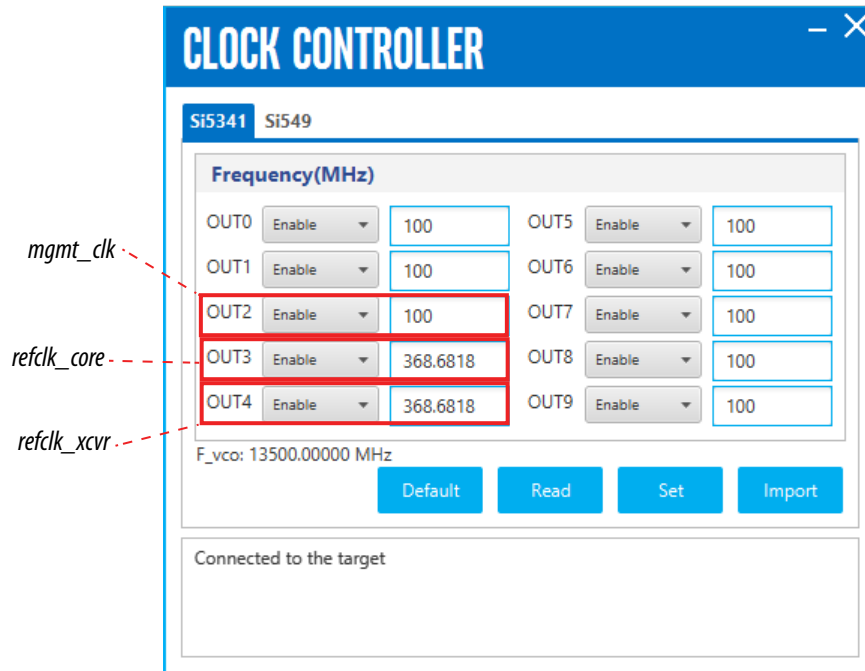 CLOCK CONTROLLER
Si5341 Si549
Frequency(MHz)
OUT0 Enable 100 OUT5 Enable 100
mgmt_clk
OUT1 Enable 100 OUT6 Enable 100
OUT2 Enable 100 OUT7 Enable 100
refclk_core OUT3 Enable 368.6818 OUT8 Enable 100
OUT4 Enable 368.6818 OUT9 Enable 100
refclk_xcvr
F_vco: 13500.00000 MHz
Default Read Set Import
Connected to the target